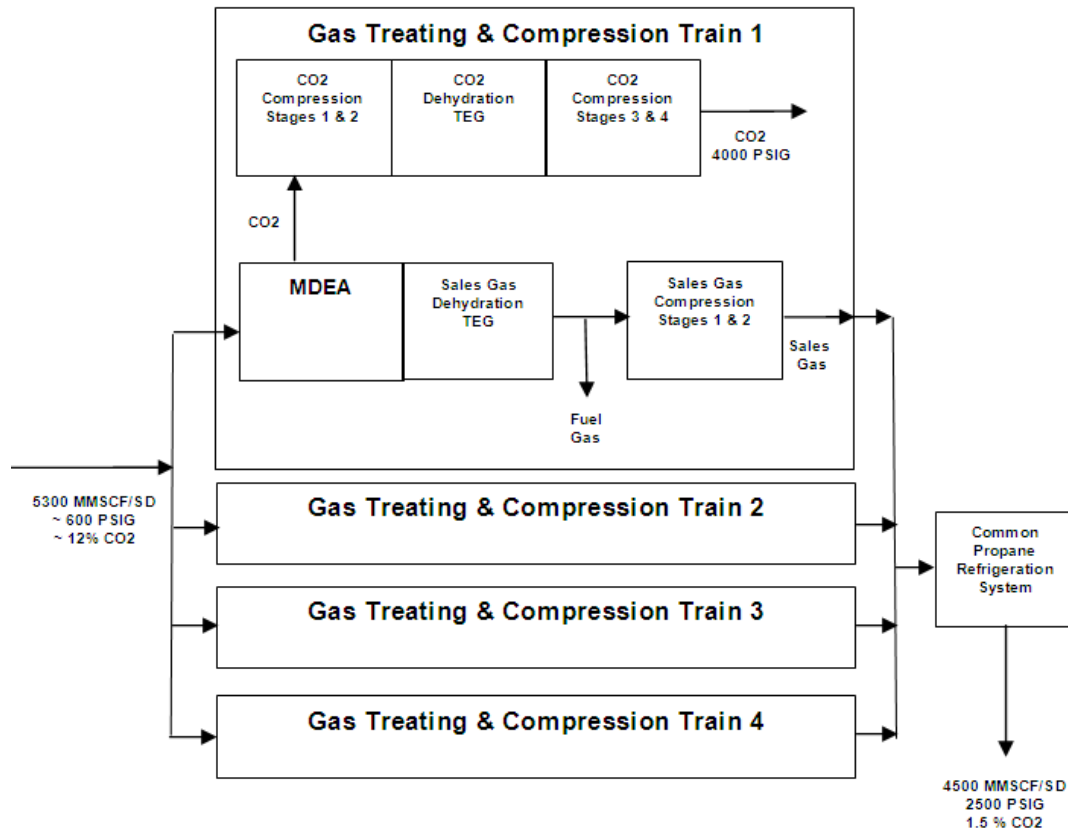 Gas Treating & Compression Train 1
CO2
Compression
Stages 1 & 2
CO2
Dehydration
TEG
CO2
Compression
Stages 3 & 4
CO2
4000 PSIG
CO2
MDEA
Sales Gas
Dehydration
TEG
Sales Gas
Compression
Stages 1 & 2
Sales
Gas
Fuel
Gas
5300 MMSCF/SD
~ 600 PSIG
~ 12% CO2
Gas Treating & Compression Train 2
Gas Treating & Compression Train 3
Gas Treating & Compression Train 4
Common
Propane
Refrigeration
System
4500 MMSCF/SD
2500 PSIG
1.5 % CO2